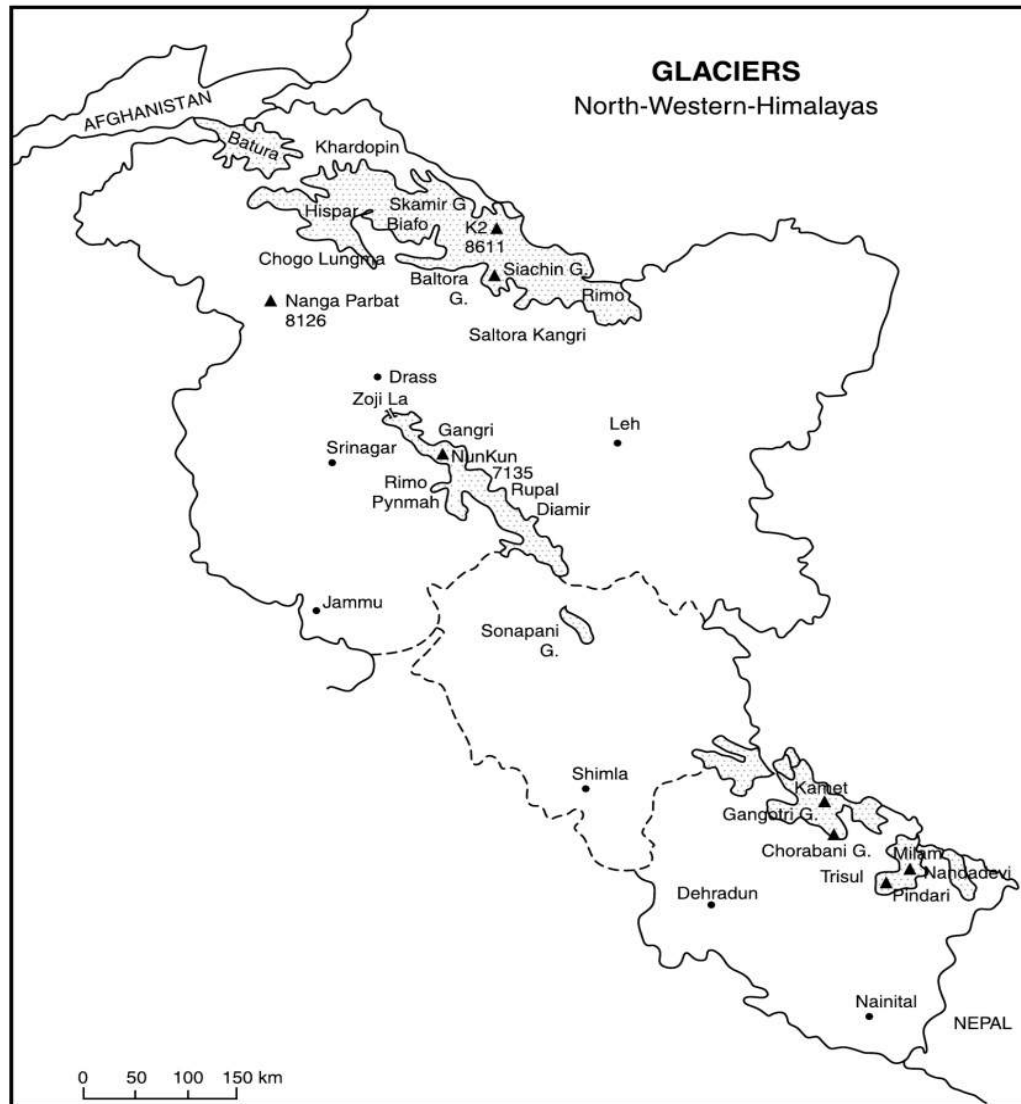 GLACIERS
North-Western-Himalayas
AFGHANISTAN
Batura
Khardopin
Hispar
Skamir G
Biafo
K2
8611
Chogo Lungma
Baltora
G.
Siachin G.
Rimo
Nanga Parbat
8126
Saltora Kangri
Drass
Zoji La
Gangri
Leh
Srinagar
NunKun
7135
Rimo
Pynmah
Rupal
Diamir
Jammu
Sonapani
G.
Shimla
Kamet
Gangotri G.
Chorabani G.
Milam
Trisul
Nandadevi
Pindari
Dehradun
Nainital
NEPAL
0 50 100 150 km